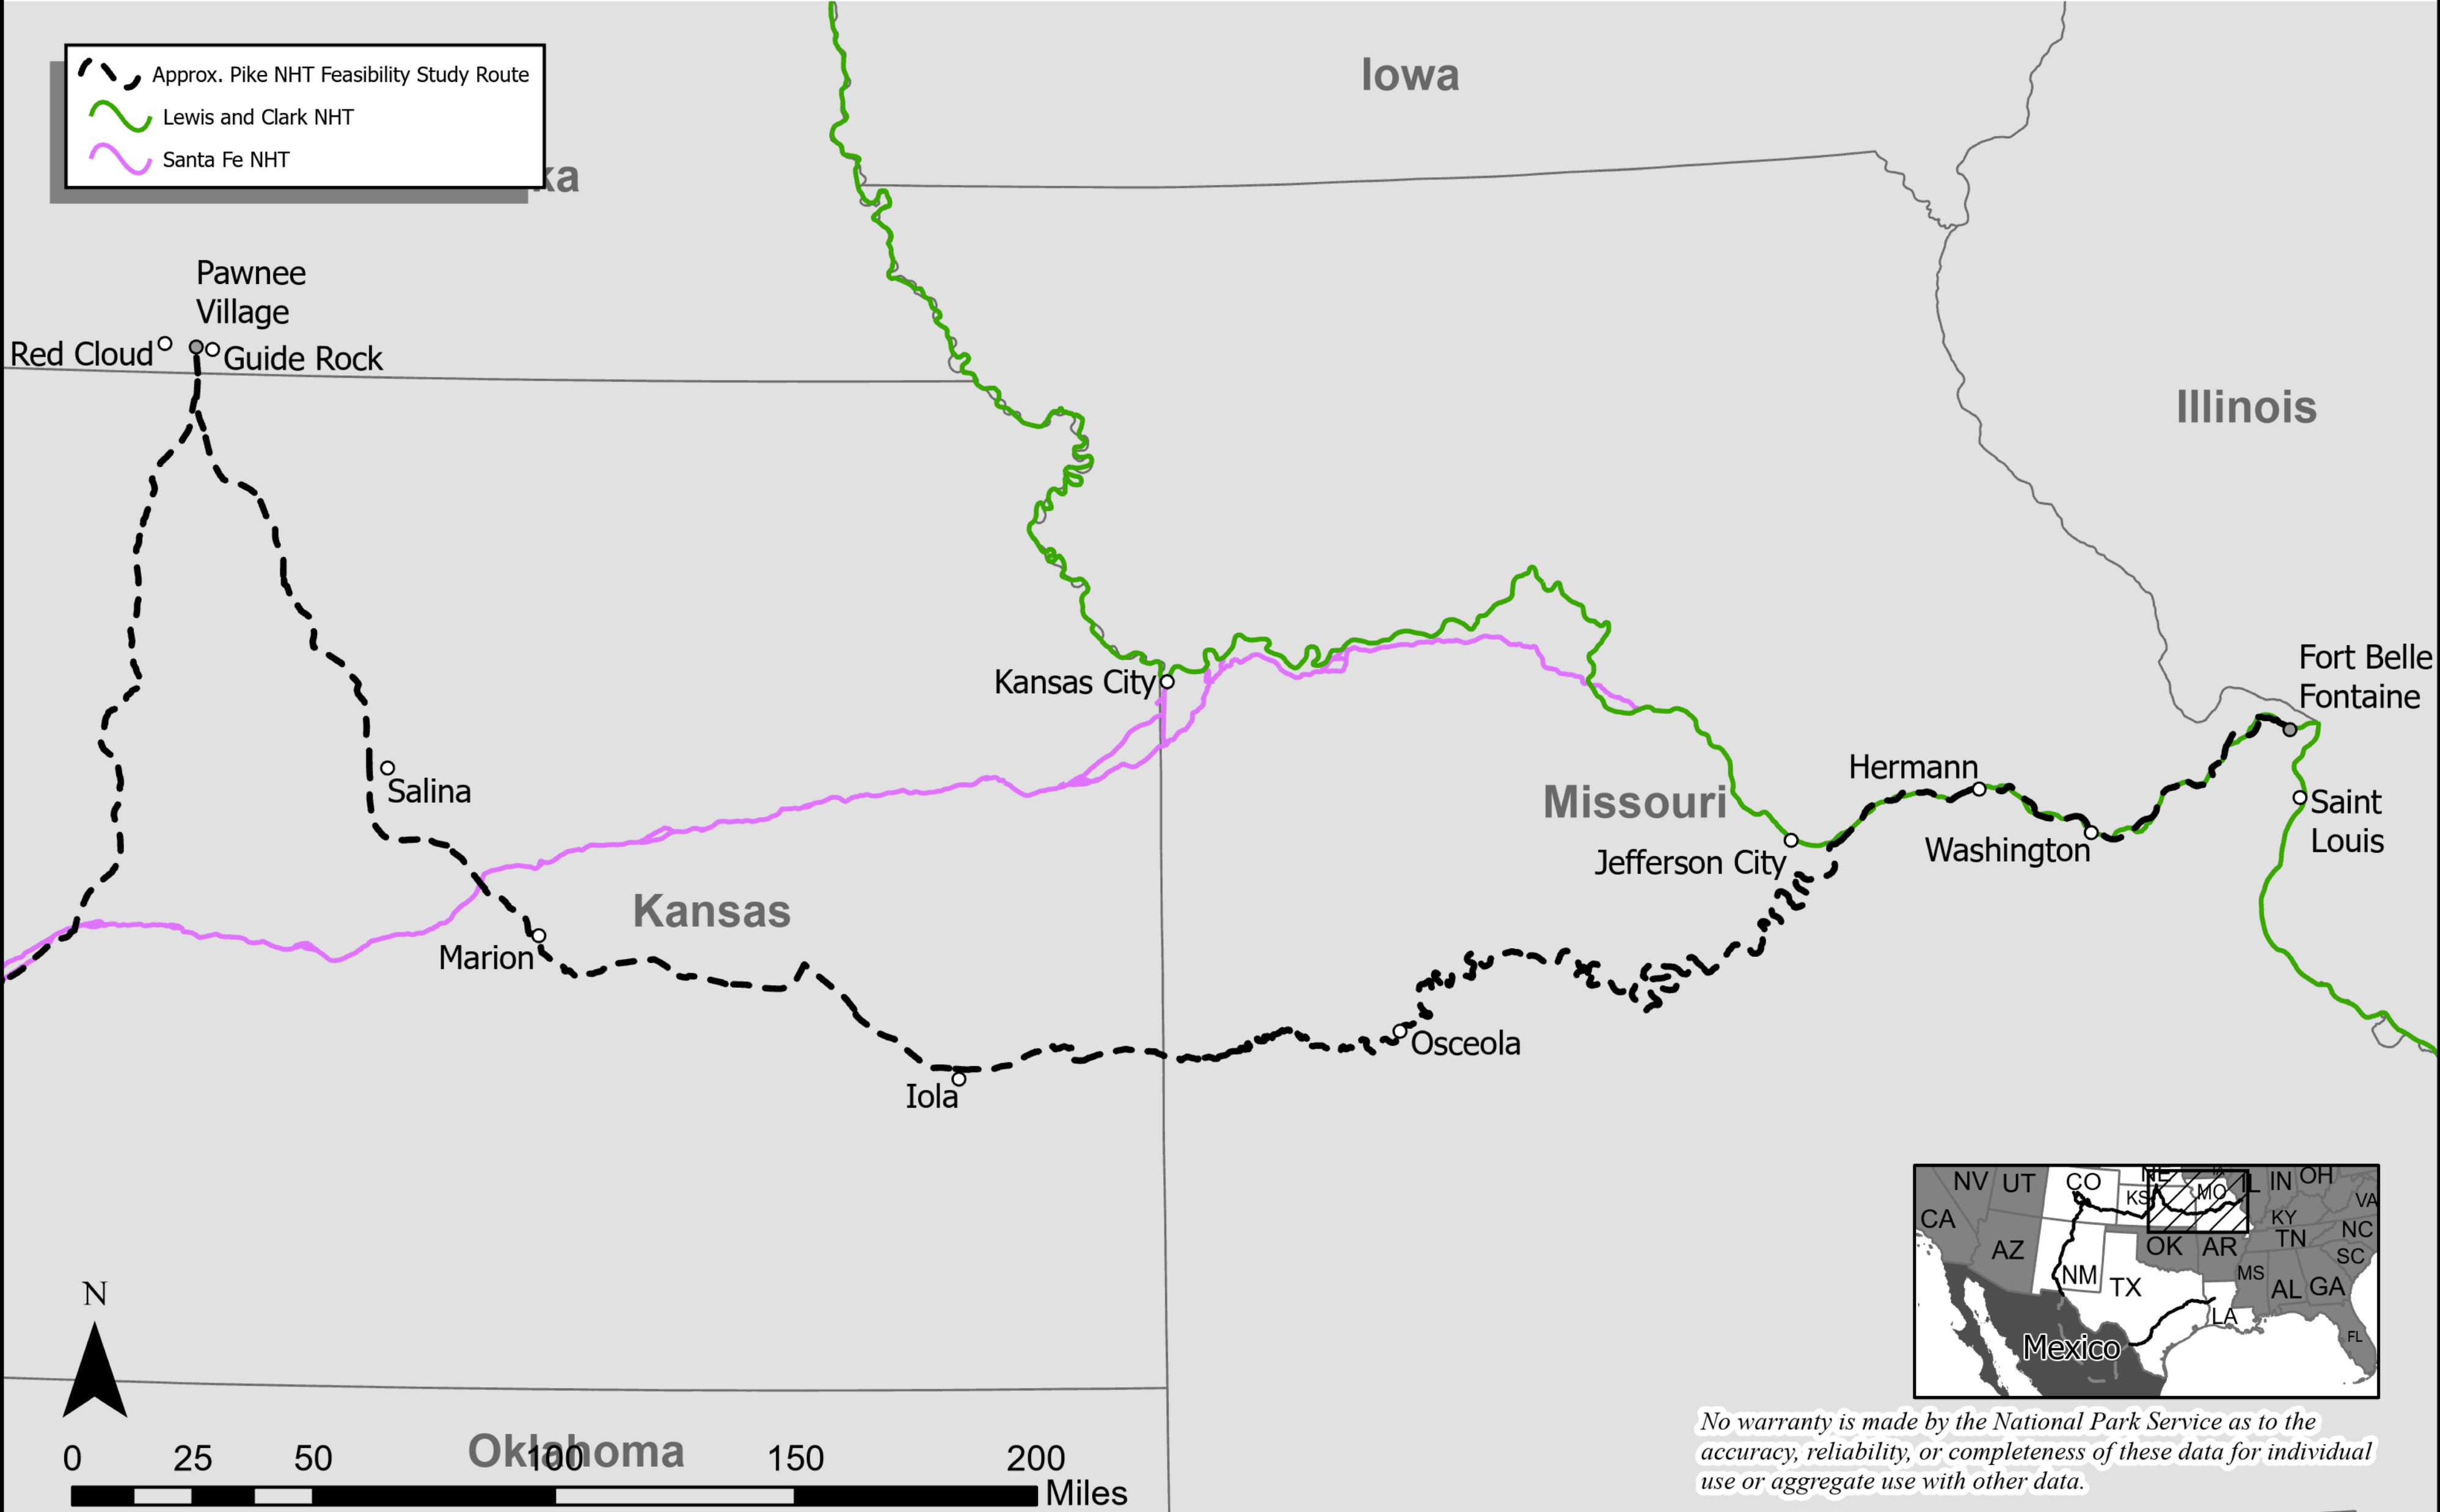 Approx. Pike NHT Feasibility Study Route
Lewis and Clark NHT
Santa Fe NHT
ka
Iowa
Illinois
Pawnee
Village
Red Cloud
Guide Rock
Kansas City
Fort Belle
Fontaine
Salina
Hermann
Missouri
Saint
Louis
Washington
Jefferson City
Kansas
Marion
Osceola
Iola
NV
UT
CO
NE
KS
MO
IL
IN
OH
VA
CA
KY
NC
AZ
OK
AR
TN
SC
NM
TX
MS
AL
GA
LA
FL
Mexico
N
Oklahoma
0 25 50 100 150 200
Miles
No warranty is made by the National Park Service as to the
accuracy, reliability, or completeness of these data for individual
use or aggregate use with other data.